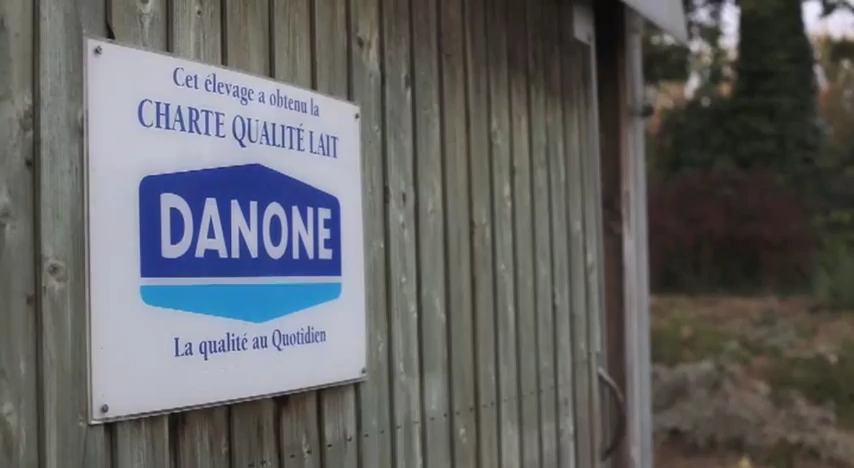 Cet élevage a obtenu la
CHARTE QUALITÉ LAIT
DANONE
La qualité au Quotidien